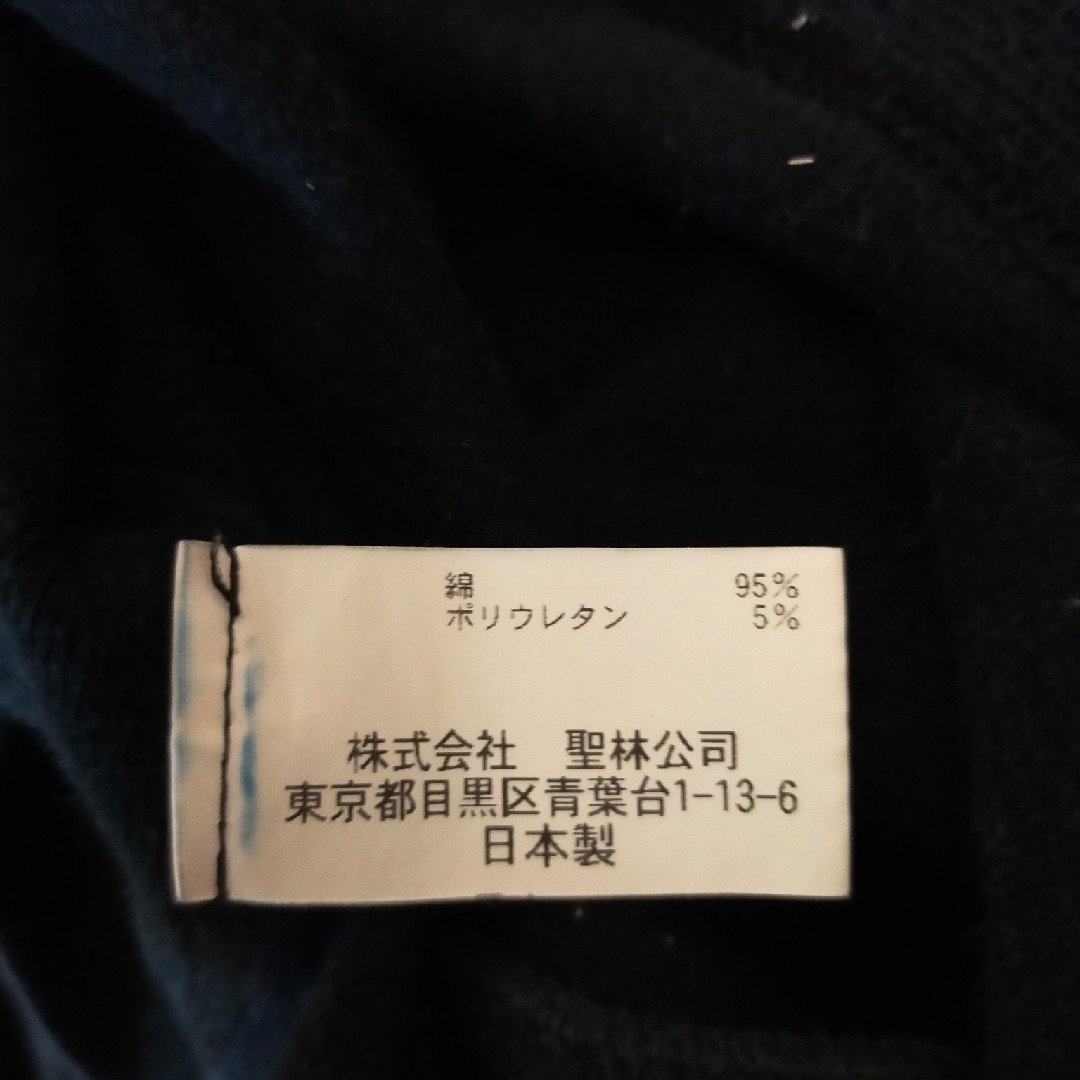 綿 95%
ポリウレタン 5%
株式会社 聖林公司
東京都目黒区青葉台1-13-6
日本製